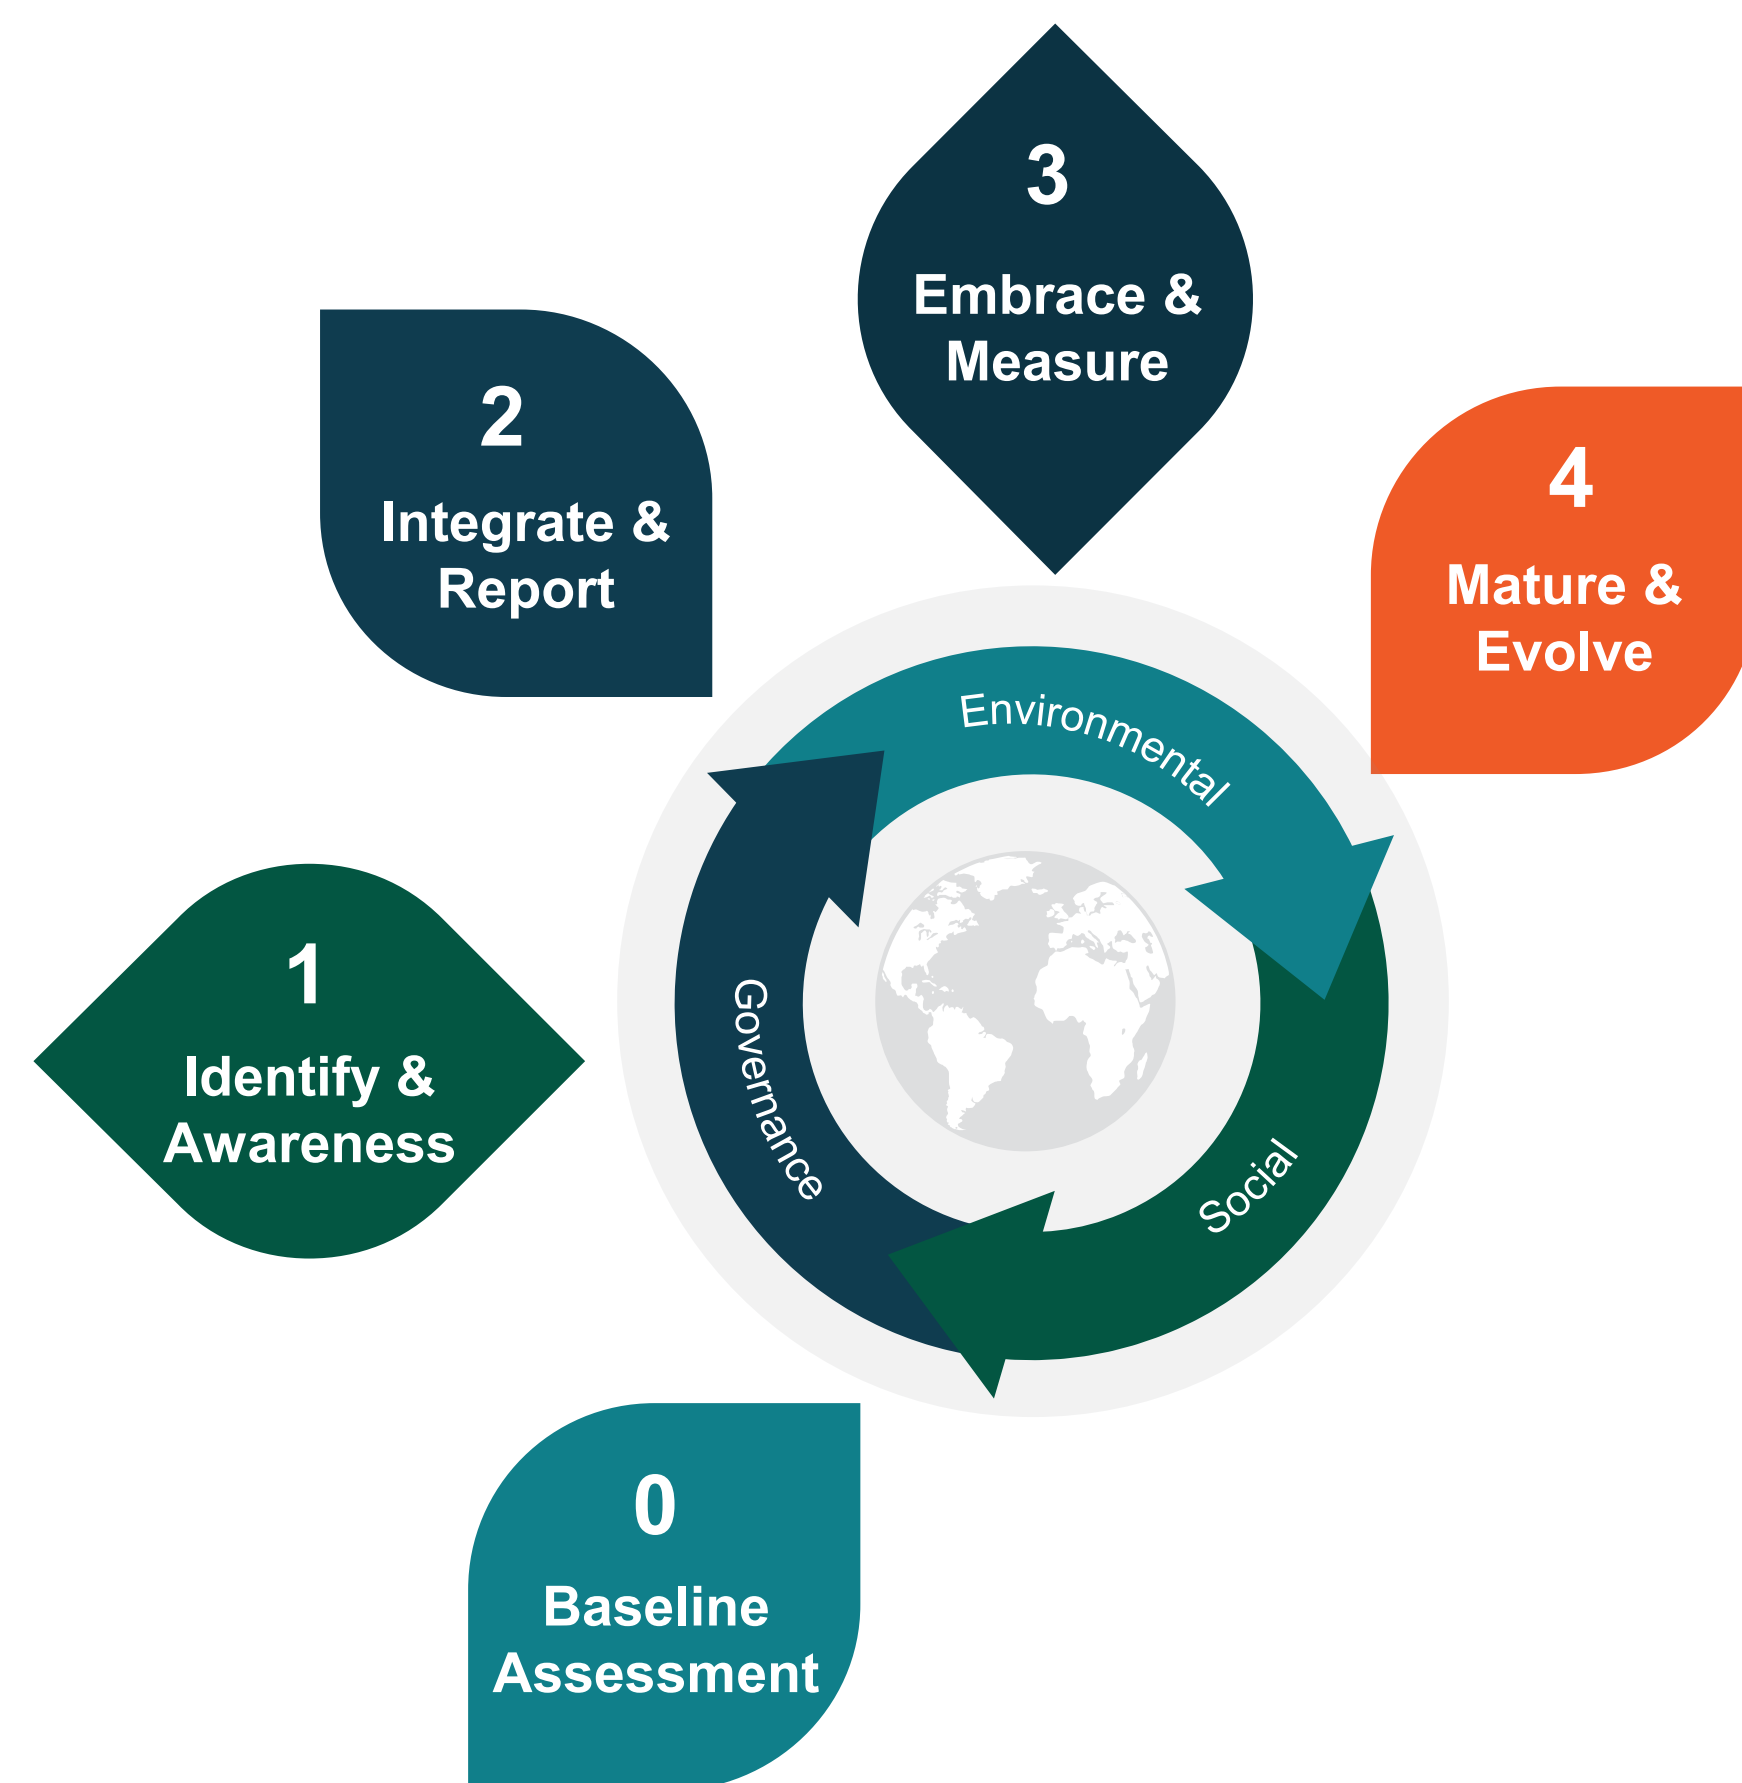 3
Embrace &
Measure
2
Integrate &
Report
4
Mature &
Evolve
Environmental
1
Identify &
Awareness
Governance
Social
0
Baseline
Assessment